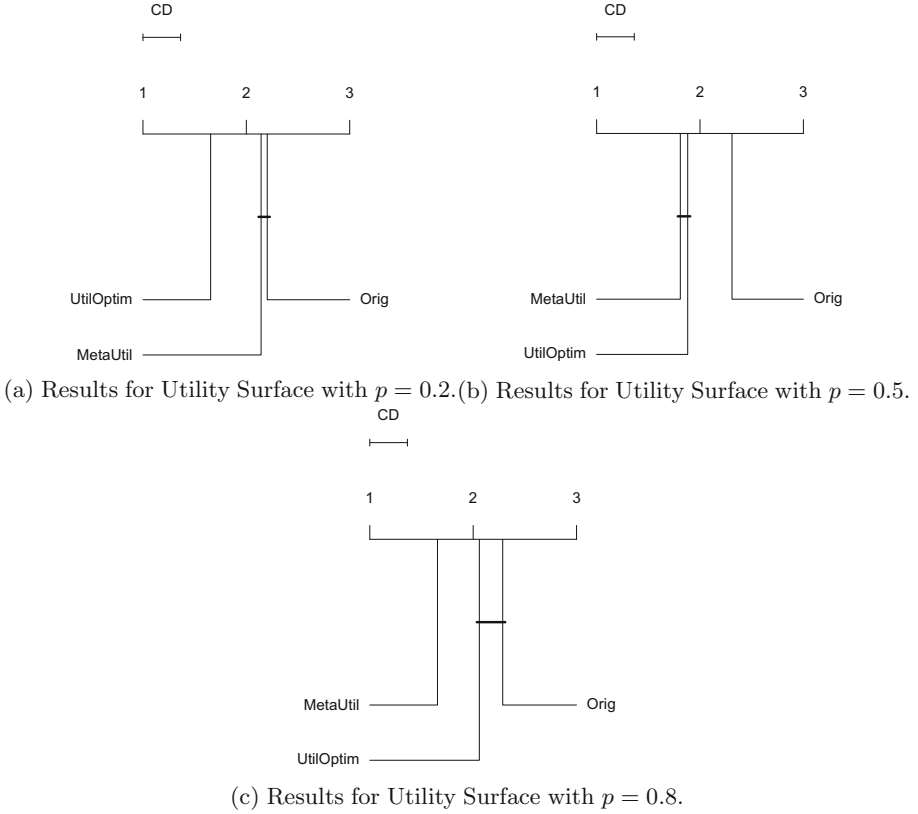 CD
CD
1 2 3
1 2 3
UtilOptim
Orig
MetaUtil
MetaUtil
Orig
UtilOptim
(a) Results for Utility Surface with p = 0.2.(b) Results for Utility Surface with p = 0.5.
CD
1 2 3
MetaUtil
Orig
UtilOptim
(c) Results for Utility Surface with p = 0.8.